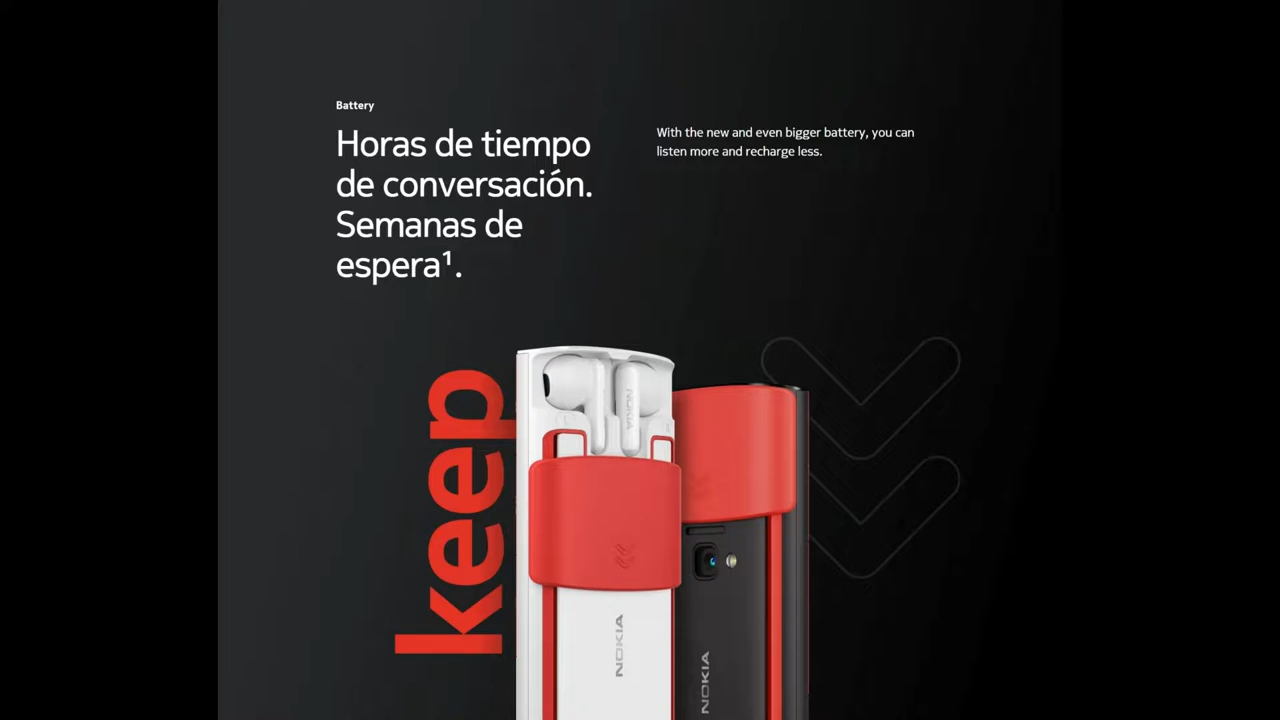 Battery
Horas de tiempo
de conversación.
Semanas de
espera¹.
With the new and even bigger battery, you can
listen more and recharge less.
keep
NOKIA
NOKIA
NOKIA